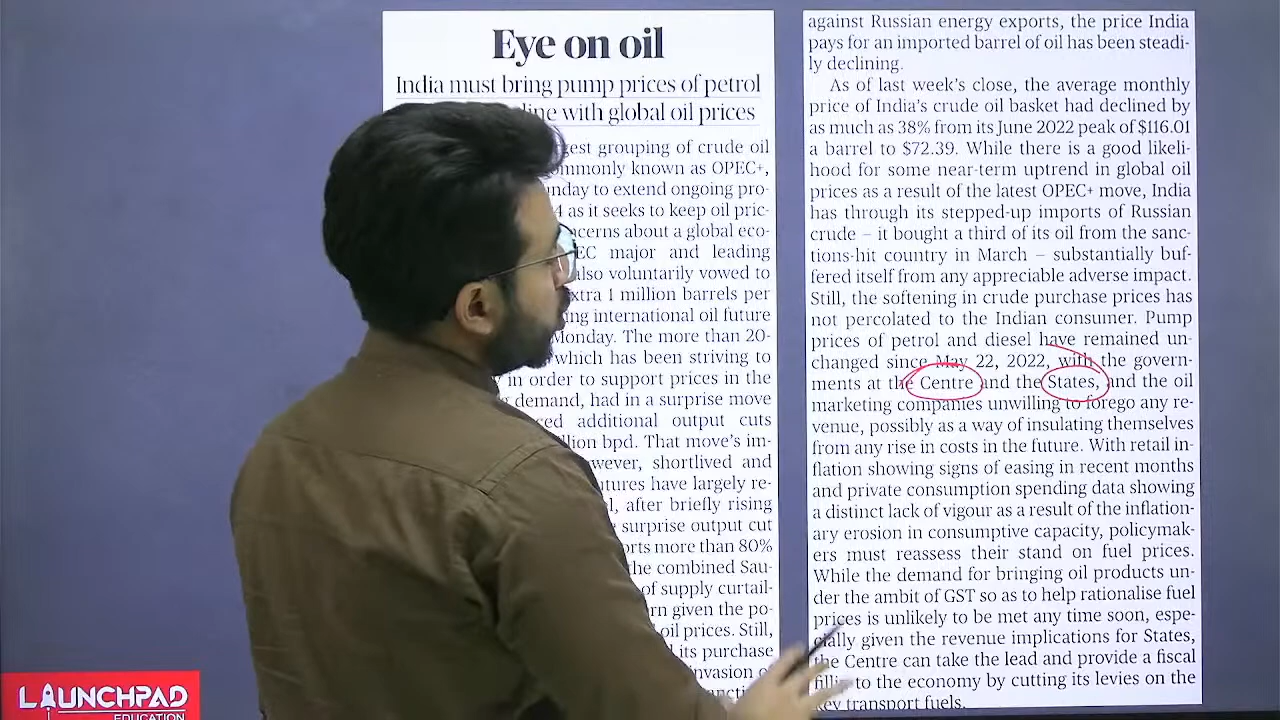 Eye on oil
India must bring pump prices of petrol
line with global oil prices
grouping of crude oil
commonly known as OPEC+,
to extend ongoing pro-
as it seeks to keep oil pric-
about a global eco-
major and leading
also voluntarily vowed to
extra 1 million barrels per
international oil future
Monday. The more than 20-
which has been striving to
in order to support prices in the
demand, had in a surprise move
additional output cuts
bpd. That move's im-
shortlived and
have largely re-
after briefly rising
surprise output cut
more than 80%
the combined Sau-
of supply curtail-
given the po-
oil prices. Still,
its purchase
against Russian energy exports, the price India
pays for an imported barrel of oil has been steadi-
ly declining.
As of last week's close, the average monthly
price of India's crude oil basket had declined by
as much as 38% from its June 2022 peak of $116.01
a barrel to $72.39. While there is a good likeli-
hood for some near-term uptrend in global oil
prices as a result of the latest OPEC+ move, India
has through its stepped-up imports of Russian
crude – it bought a third of its oil from the sanc-
tions-hit country in March – substantially buf-
fered itself from any appreciable adverse impact.
Still, the softening in crude purchase prices has
not percolated to the Indian consumer. Pump
prices of petrol and diesel have remained un-
changed since May 22, 2022, with the govern-
ments at the Centre and the States, and the oil
marketing companies unwilling to forego any re-
venue, possibly as a way of insulating themselves
from any rise in costs in the future. With retail in-
flation showing signs of easing in recent months
and private consumption spending data showing
a distinct lack of vigour as a result of the inflation-
ary erosion in consumptive capacity, policymak-
ers must reassess their stand on fuel prices.
While the demand for bringing oil products un-
der the ambit of GST so as to help rationalise fuel
prices is unlikely to be met any time soon, espe-
cially given the revenue implications for States,
the Centre can take the lead and provide a fiscal
fillip to the economy by cutting its levies on the
key transport fuels.
LAUNCHPAD
EDUCATION